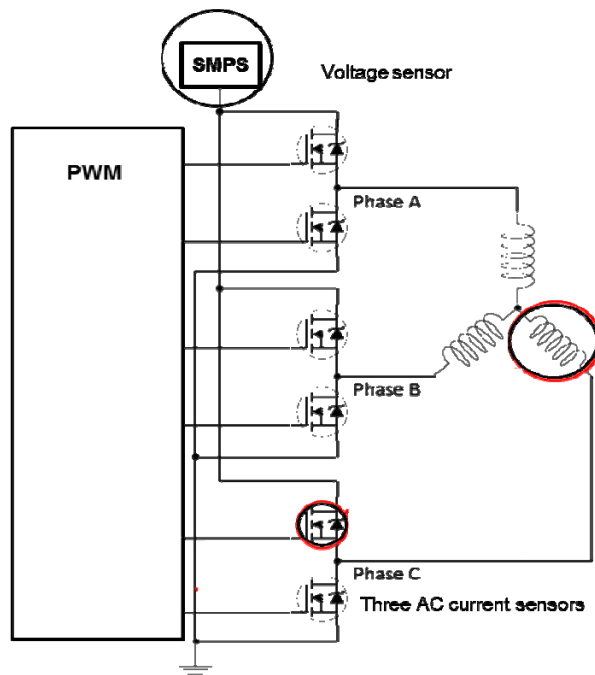 SMPS
Voltage sensor
PWM
Phase A
Phase B
Phase C
Three AC current sensors